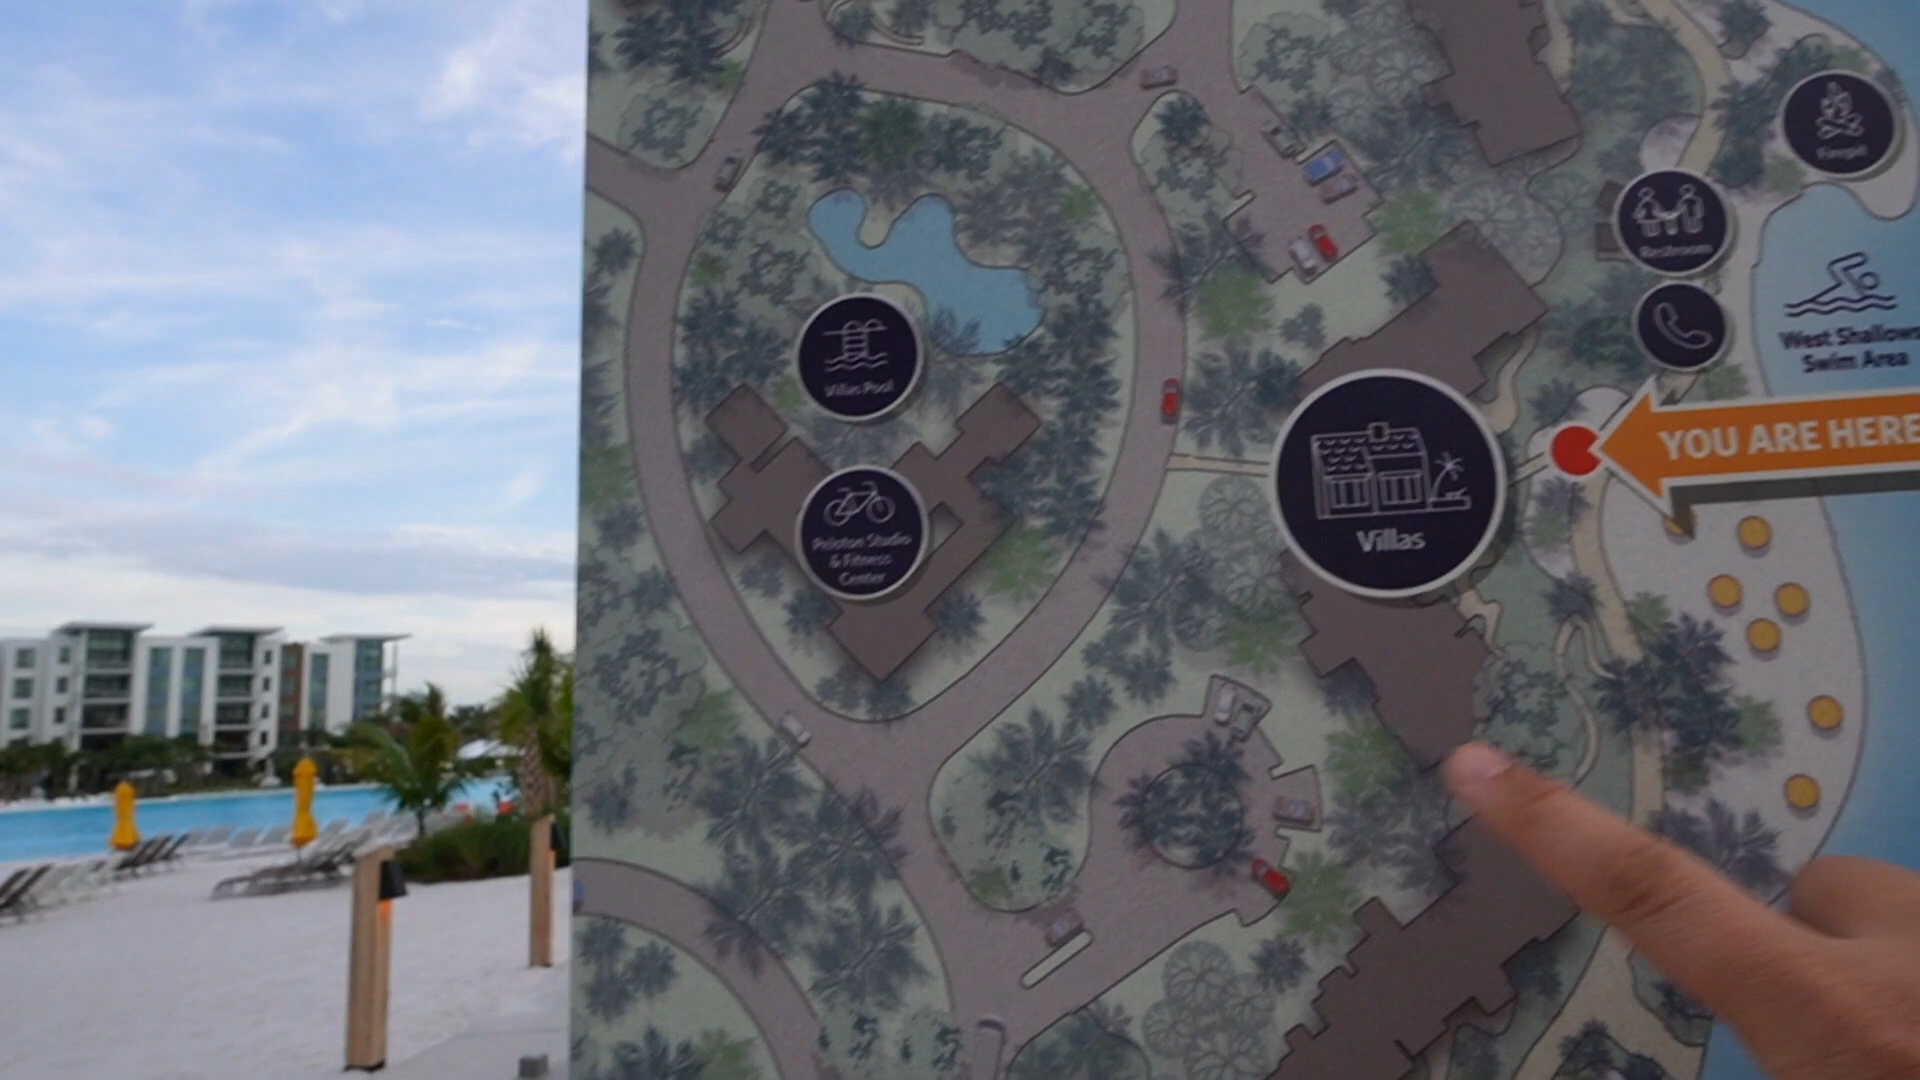 Firepit
Restroom
West Shallows
Swim Area
YOU ARE HERE
Villas Pool
Villas
Peloton Studio
& Fitness
Center